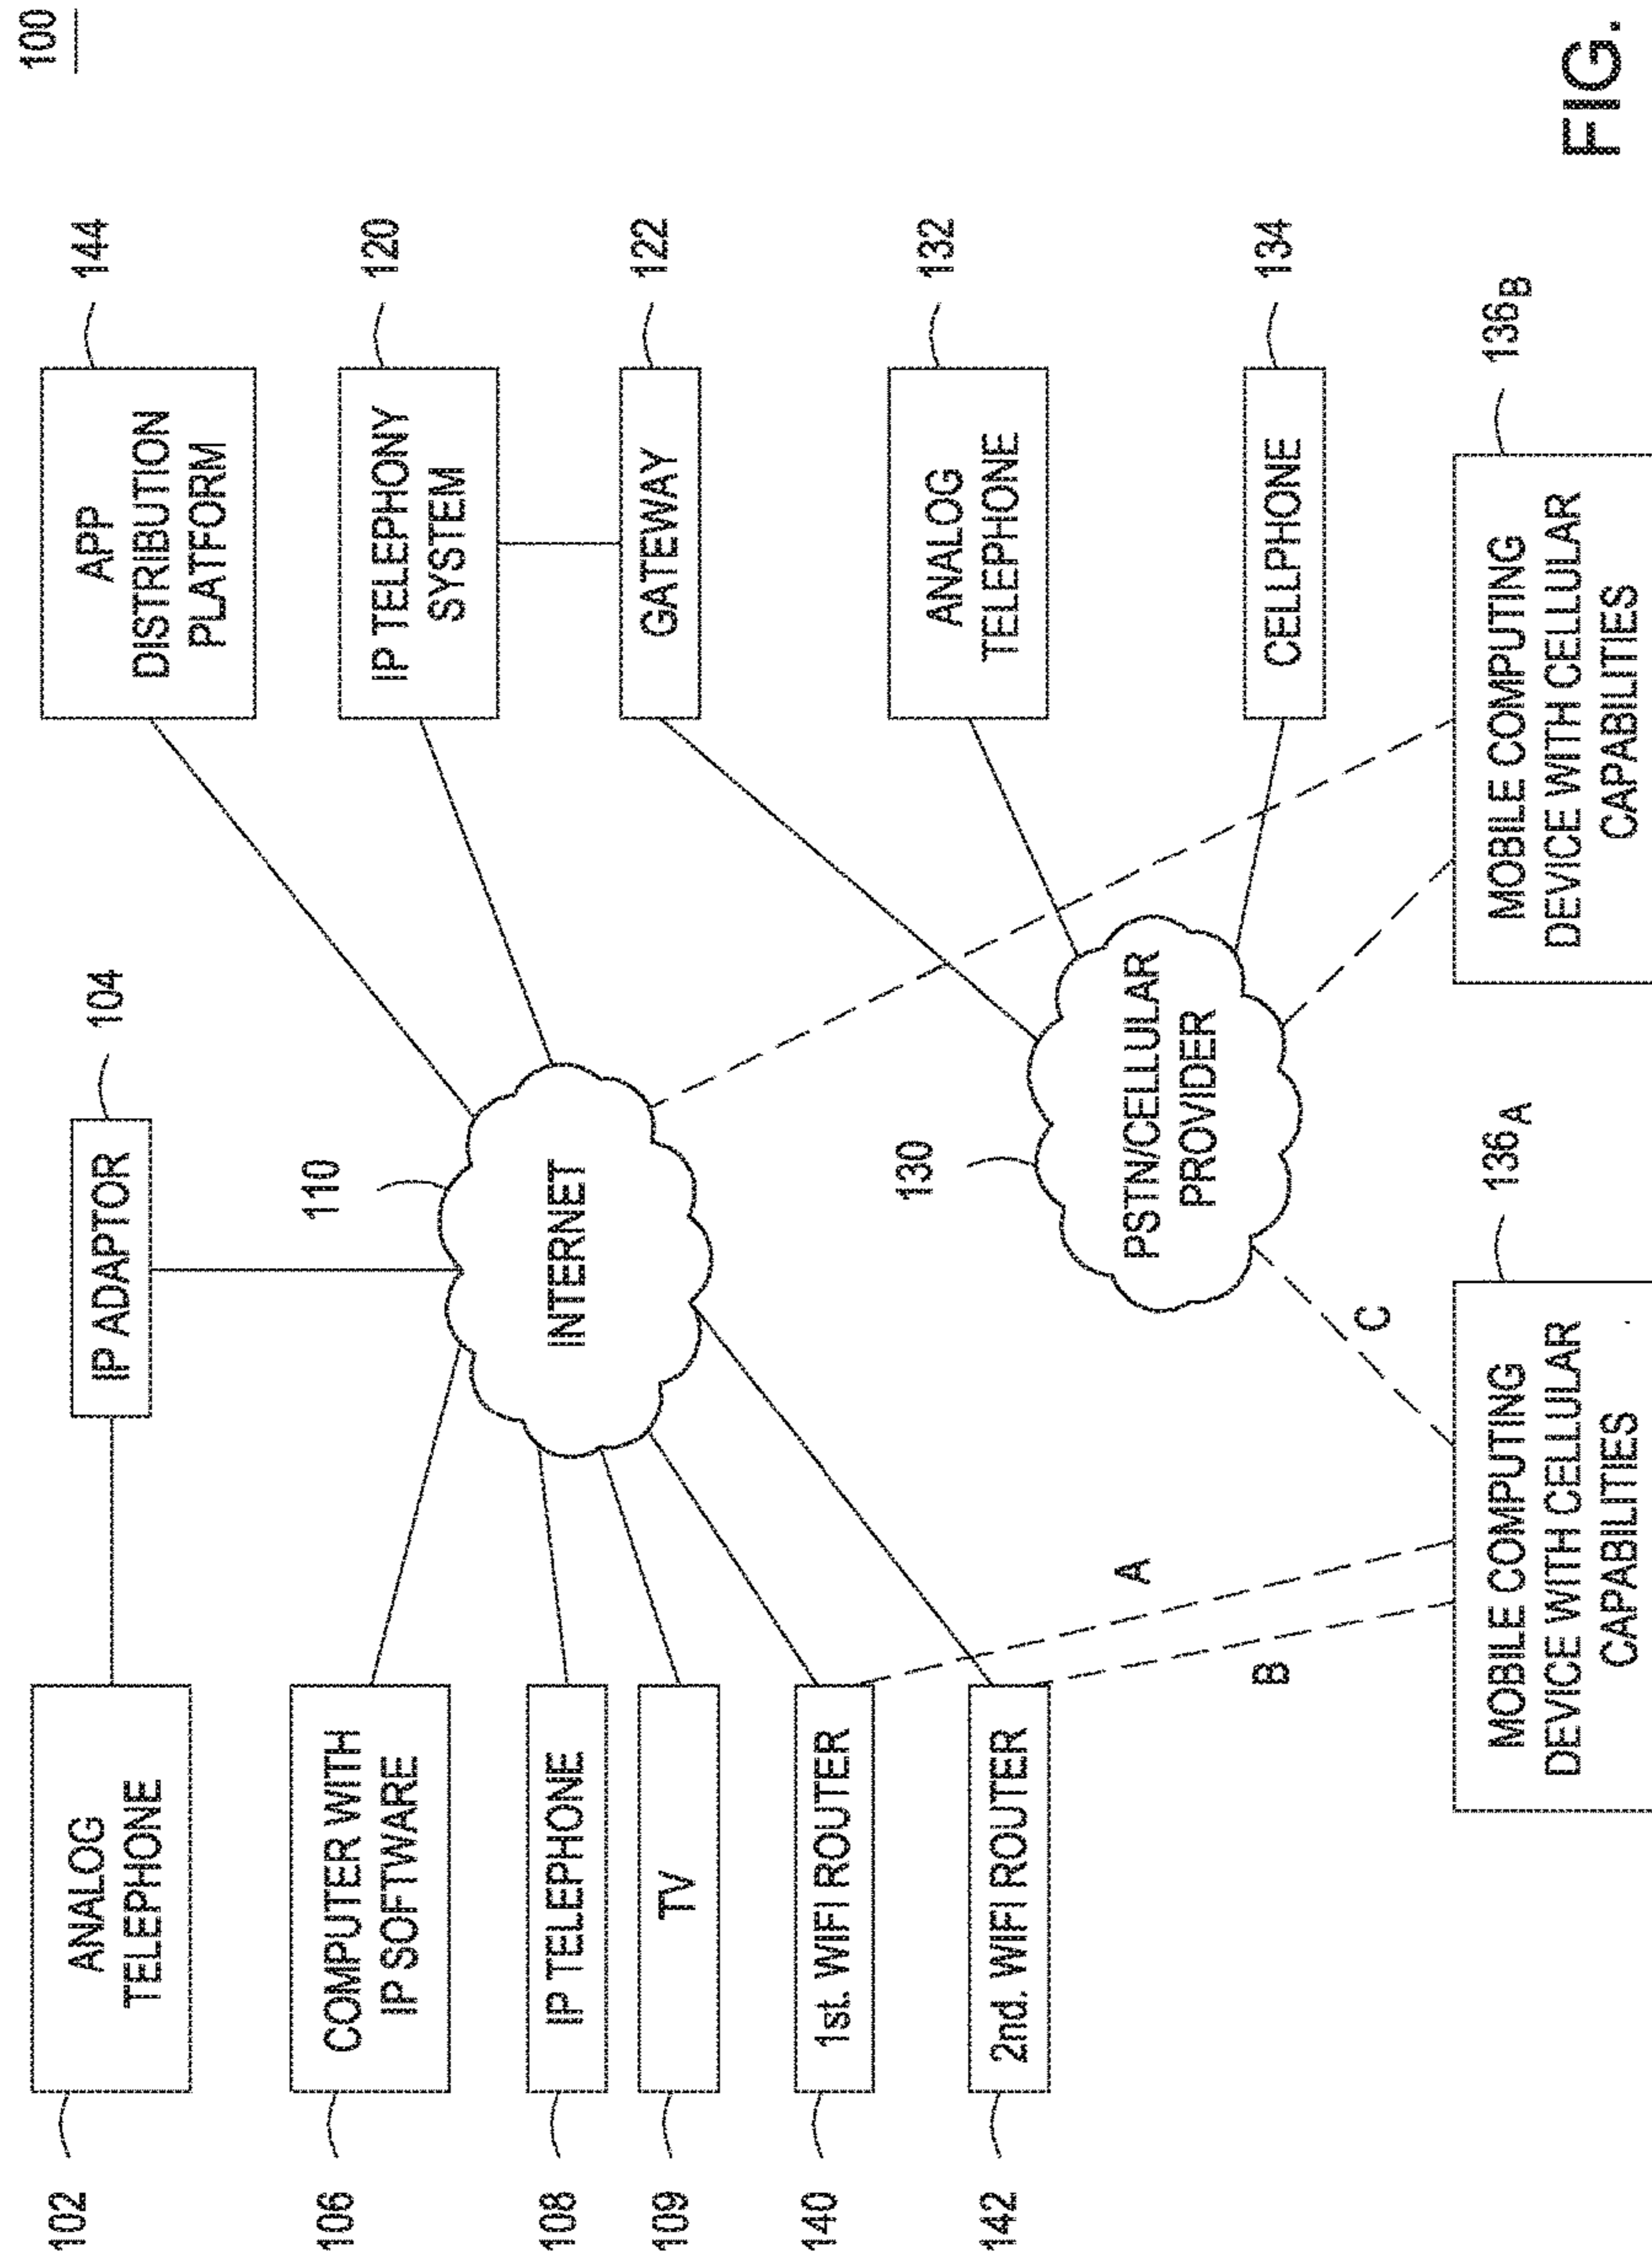 100
102
ANALOG
TELEPHONE
IP ADAPTOR
104
APP
DISTRIBUTION
PLATFORM
144
106
COMPUTER WITH
IP SOFTWARE
110
INTERNET
IP TELEPHONY
SYSTEM
120
108
IP TELEPHONE
109
TV
GATEWAY
122
140
1st. WIFI ROUTER
130
PSTN/CELLULAR
PROVIDER
ANALOG
TELEPHONE
132
142
2nd. WIFI ROUTER
A
B
C
CELLPHONE
134
MOBILE COMPUTING
DEVICE WITH CELLULAR
CAPABILITIES
136A
MOBILE COMPUTING
DEVICE WITH CELLULAR
CAPABILITIES
136B
FIG.